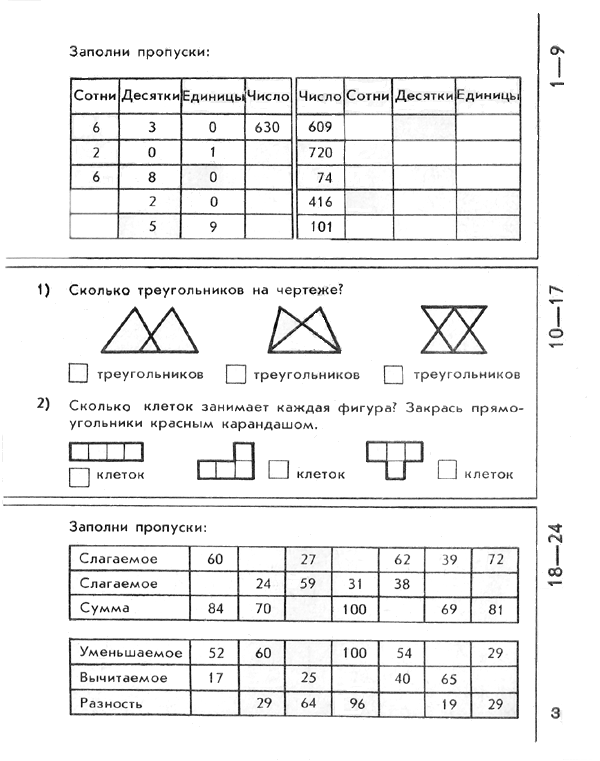 Заполни пропуски:
1—9
Сотни Десятки Единицы Число Число Сотни Десятки Единицы
6 3 0 630 609
2 0 1 720
6 8 0 74
2 0 416
5 9 101
1) Сколько треугольников на чертеже?
10—17
треугольников треугольников треугольников
2) Сколько клеток занимает каждая фигура? Закрась прямо-
угольники красным карандашом.
клеток клеток клеток
Заполни пропуски:
18—24
Слагаемое 60 27 62 39 72
Слагаемое 24 59 31 38
Сумма 84 70 100 69 81
Уменьшаемое 52 60 100 54 29
Вычитаемое 17 25 40 65
Разность 29 64 96 19 29
3